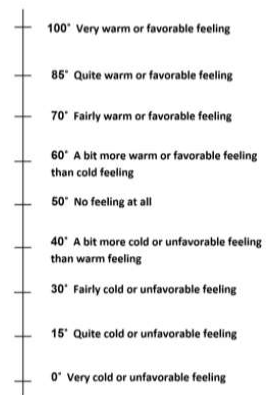 100° Very warm or favorable feeling
85° Quite warm or favorable feeling
70° Fairly warm or favorable feeling
60° A bit more warm or favorable feeling
than cold feeling
50° No feeling at all
40° A bit more cold or unfavorable feeling
than warm feeling
30° Fairly cold or unfavorable feeling
15° Quite cold or unfavorable feeling
0° Very cold or unfavorable feeling